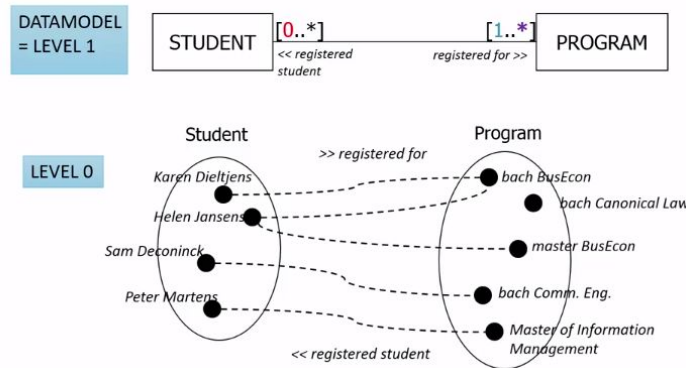 DATAMODEL
= LEVEL 1
STUDENT
[0..*]
[1..*]
PROGRAM
<< registered
student
registered for >>
Student
Program
LEVEL 0
>> registered for
Karen Dieltjens
bach BusEcon
Helen Jansens
bach Canonical Law
Sam Deconinck
master BusEcon
Peter Martens
bach Comm. Eng.
Master of Information
Management
<< registered student